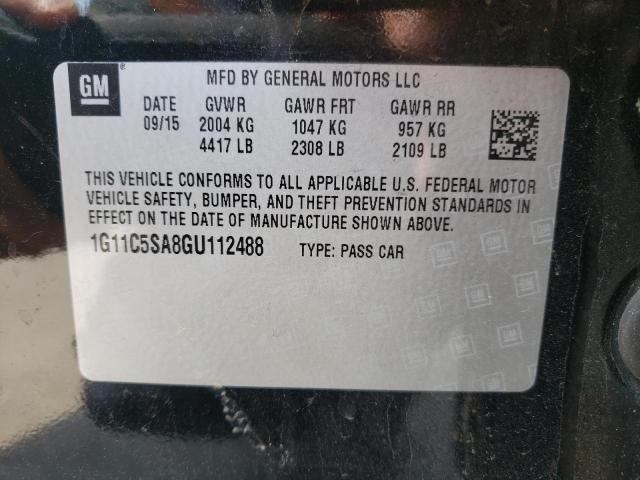 GM ®
MFD BY GENERAL MOTORS LLC
DATE GVWR GAWR FRT GAWR RR
09/15 2004 KG 1047 KG 957 KG
4417 LB 2308 LB 2109 LB
THIS VEHICLE CONFORMS TO ALL APPLICABLE U.S. FEDERAL MOTOR
VEHICLE SAFETY, BUMPER, AND THEFT PREVENTION STANDARDS IN
EFFECT ON THE DATE OF MANUFACTURE SHOWN ABOVE.
1G11C5SA8GU112488 TYPE: PASS CAR